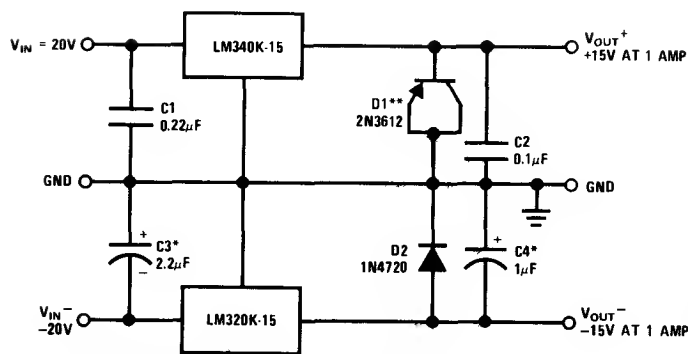 V_IN = 20V
LM340K-15
V_OUT+
+15V AT 1 AMP
C1
0.22μF
D1**
2N3612
C2
0.1μF
GND
GND
+
C3*
2.2μF
−
D2
1N4720
+
C4*
1μF
V_IN−
−20V
LM320K-15
V_OUT−
−15V AT 1 AMP